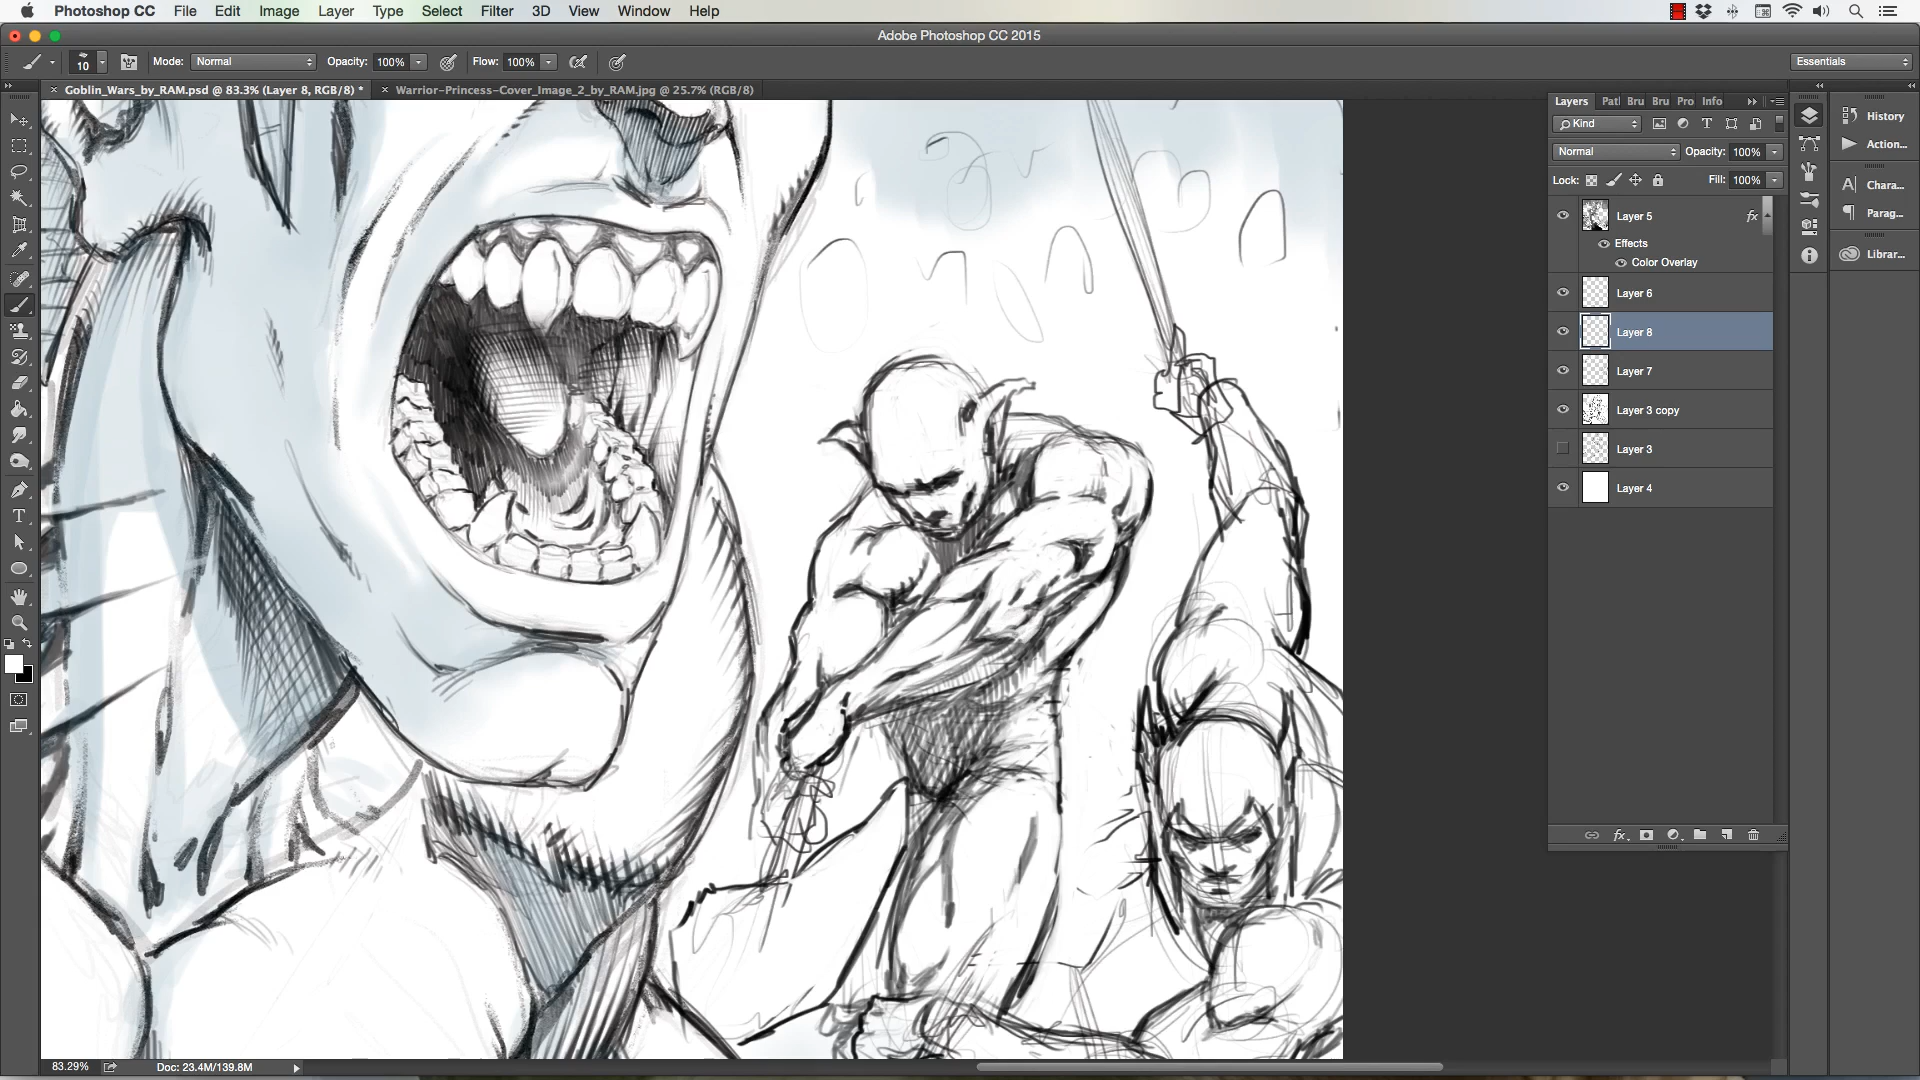 Photoshop CC File Edit Image Layer Type Select Filter 3D View Window Help
Adobe Photoshop CC 2015
10 Mode: Normal Opacity: 100% Flow: 100% Essentials
Goblin_Wars_by_RAM.psd @ 83.3% (Layer 8, RGB/8) * Warrior-Princess-Cover_Image_2_by_RAM.jpg @ 25.7% (RGB/8)
Layers Patl Bru Bru Pro Info
Kind
Normal Opacity: 100%
Lock: Fill: 100%
Layer 5 fx
Effects
Color Overlay
Layer 6
Layer 8
Layer 7
Layer 3 copy
Layer 3
Layer 4
fx
History
Action...
Chara...
Parag...
Librar...
83.29% Doc: 23.4M/139.8M